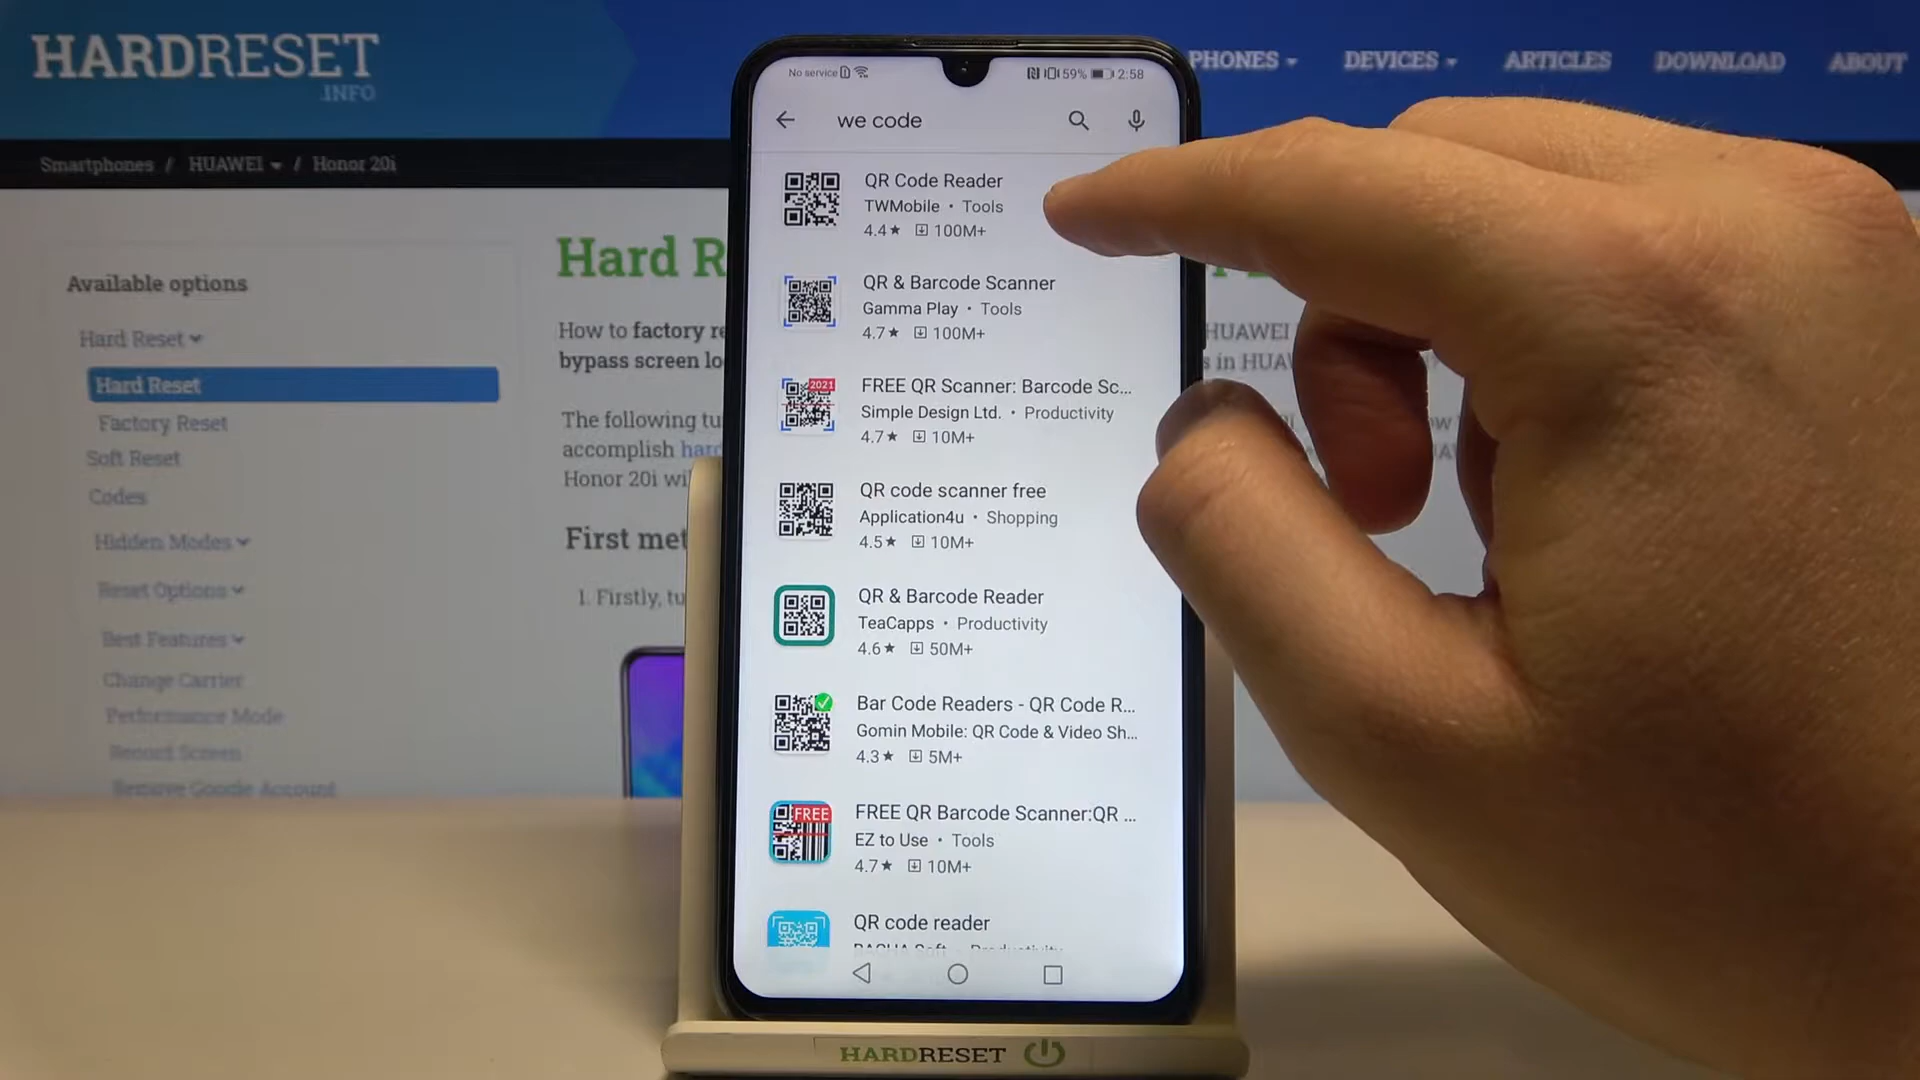 HARDRESET
.INFO
PHONES
DEVICES
ARTICLES
DOWNLOAD
ABOUT
Smartphones / HUAWEI / Honor 20i
Available options
Hard Reset
Hard Reset
Factory Reset
Soft Reset
Codes
Hidden Modes
Reset Options
Best Features
Change Carrier
Performance Mode
Record Screen
Remove Google Account
Hard R
How to factory re
HUAWEI
bypass screen lo
s in HUA
The following tu
accomplish hard
Honor 20i wil
First met
1. Firstly, tu
No service
59% 2:58
we code
QR Code Reader
TWMobile • Tools
4.4★ 100M+
QR & Barcode Scanner
Gamma Play • Tools
4.7★ 100M+
2021
FREE QR Scanner: Barcode Sc...
Simple Design Ltd. • Productivity
4.7★ 10M+
QR code scanner free
Application4u • Shopping
4.5★ 10M+
QR & Barcode Reader
TeaCapps • Productivity
4.6★ 50M+
Bar Code Readers - QR Code R...
Gomin Mobile: QR Code & Video Sh...
4.3★ 5M+
FREE
FREE QR Barcode Scanner:QR ...
EZ to Use • Tools
4.7★ 10M+
QR code reader
HARDRESET